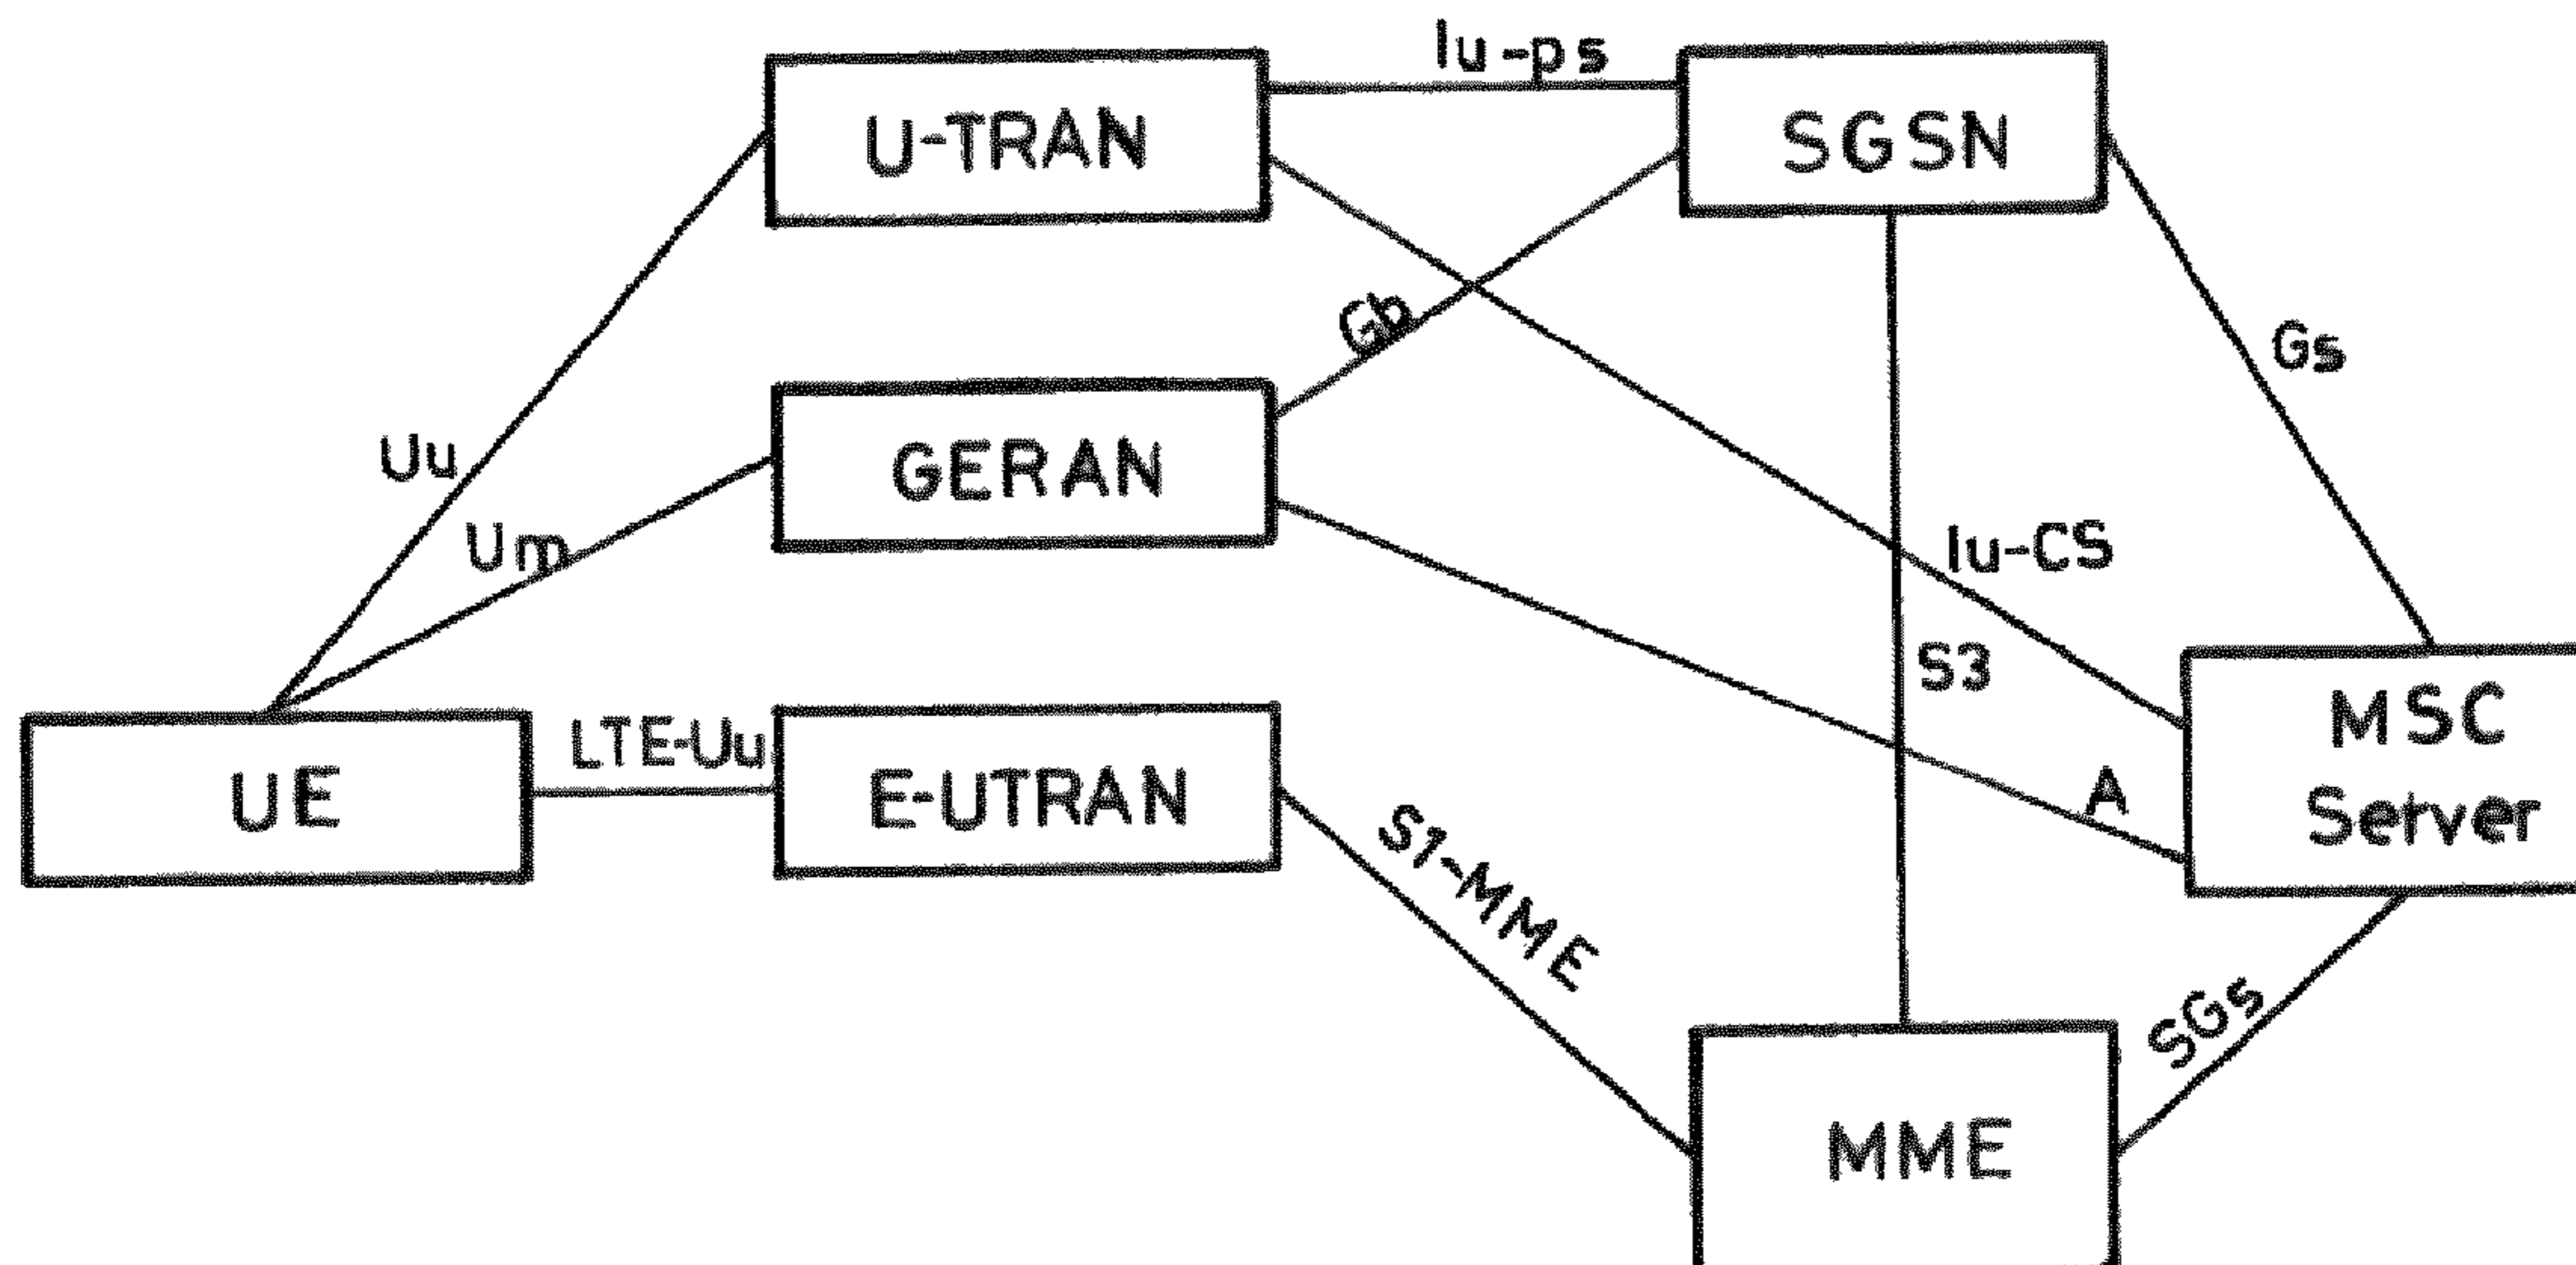 Iu-ps
U-TRAN
SGSN
Gb
Gs
GERAN
Uu
Um
Iu-CS
S3
LTE-Uu
UE
E-UTRAN
S1-MME
A
MSC
Server
SGs
MME